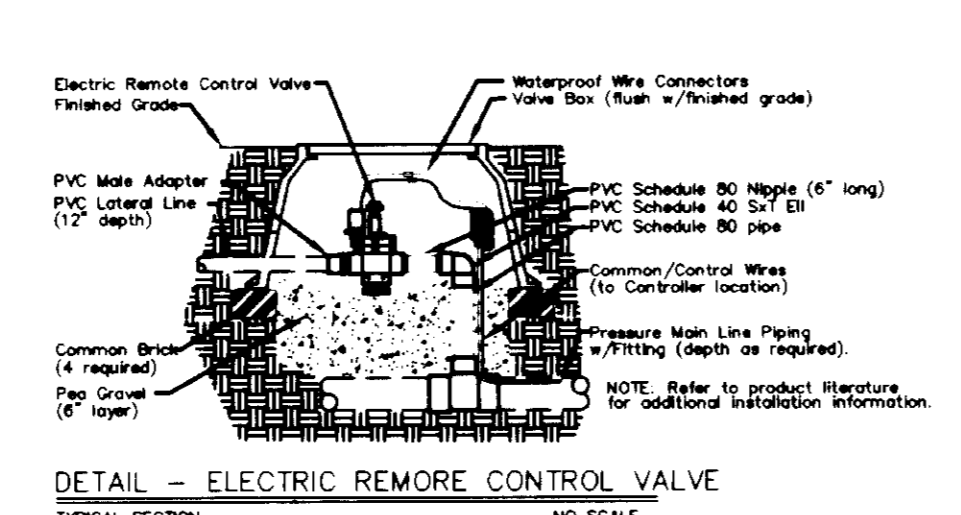 Electric Remote Control Valve
Finished Grade
PVC Male Adapter
PVC Lateral Line
(12" depth)
Common Brick
(4 required)
Pea Gravel
(6" layer)
Waterproof Wire Connectors
Valve Box (flush w/finished grade)
PVC Schedule 80 Nipple (6" long)
PVC Schedule 40 SxT Ell
PVC Schedule 80 pipe
Common/Control Wires
(to Controller location)
Pressure Main Line Piping
w/Fitting (depth as required).
NOTE: Refer to product literature
for additional installation information.
DETAIL - ELECTRIC REMORE CONTROL VALVE
TYPICAL SECTION
NO SCALE